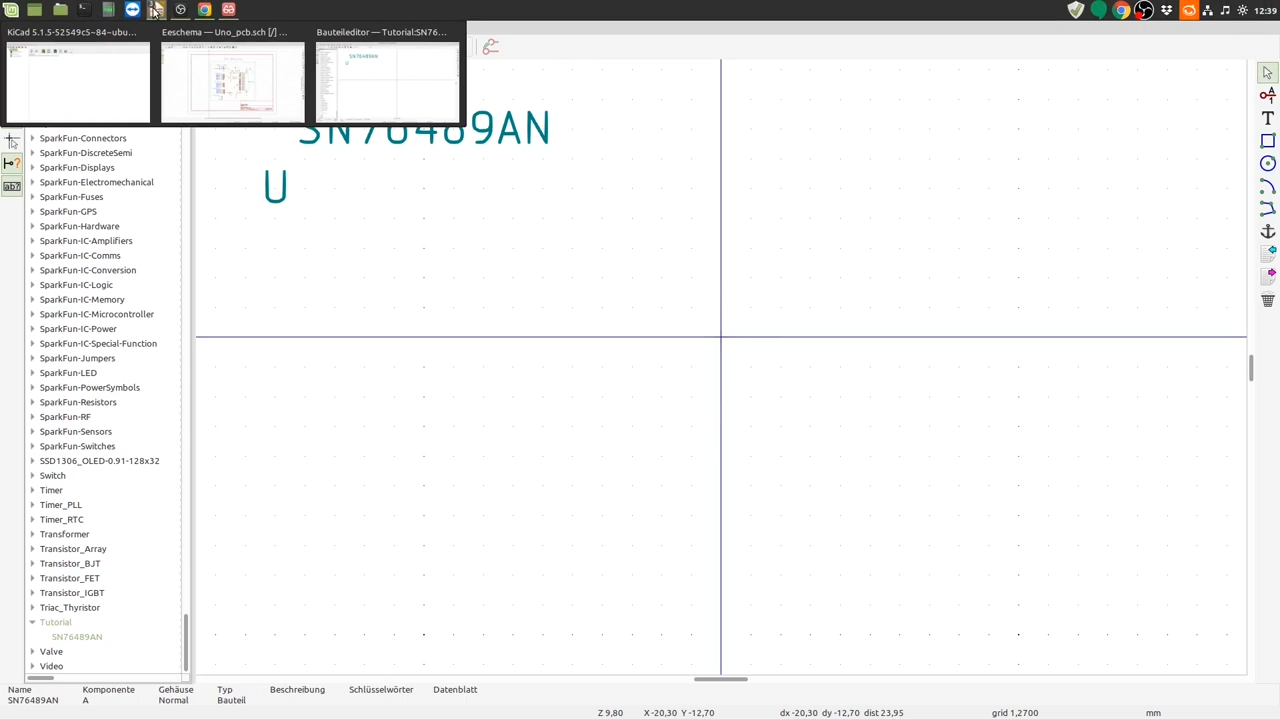 12:39
KiCad 5.1.5-52549c5~84~ubu...
Eeschema — Uno_pcb.sch [/] ...
Bauteileditor — Tutorial:SN76...
SN76489AN
U
SparkFun-Connectors
SparkFun-DiscreteSemi
SparkFun-Displays
SparkFun-Electromechanical
SparkFun-Fuses
SparkFun-GPS
SparkFun-Hardware
SparkFun-IC-Amplifiers
SparkFun-IC-Comms
SparkFun-IC-Conversion
SparkFun-IC-Logic
SparkFun-IC-Memory
SparkFun-IC-Microcontroller
SparkFun-IC-Power
SparkFun-IC-Special-Function
SparkFun-Jumpers
SparkFun-LED
SparkFun-PowerSymbols
SparkFun-Resistors
SparkFun-RF
SparkFun-Sensors
SparkFun-Switches
SSD1306_OLED-0.91-128x32
Switch
Timer
Timer_PLL
Timer_RTC
Transformer
Transistor_Array
Transistor_BJT
Transistor_FET
Transistor_IGBT
Triac_Thyristor
Tutorial
SN76489AN
Valve
Video
SN76489AN
U
Name Komponente Gehäuse Typ Beschreibung Schlüsselwörter Datenblatt
SN76489AN A Normal Bauteil
Z 9,80 X -20,30 Y -12,70 dx -20,30 dy -12,70 dist 23,95 grid 1,2700 mm